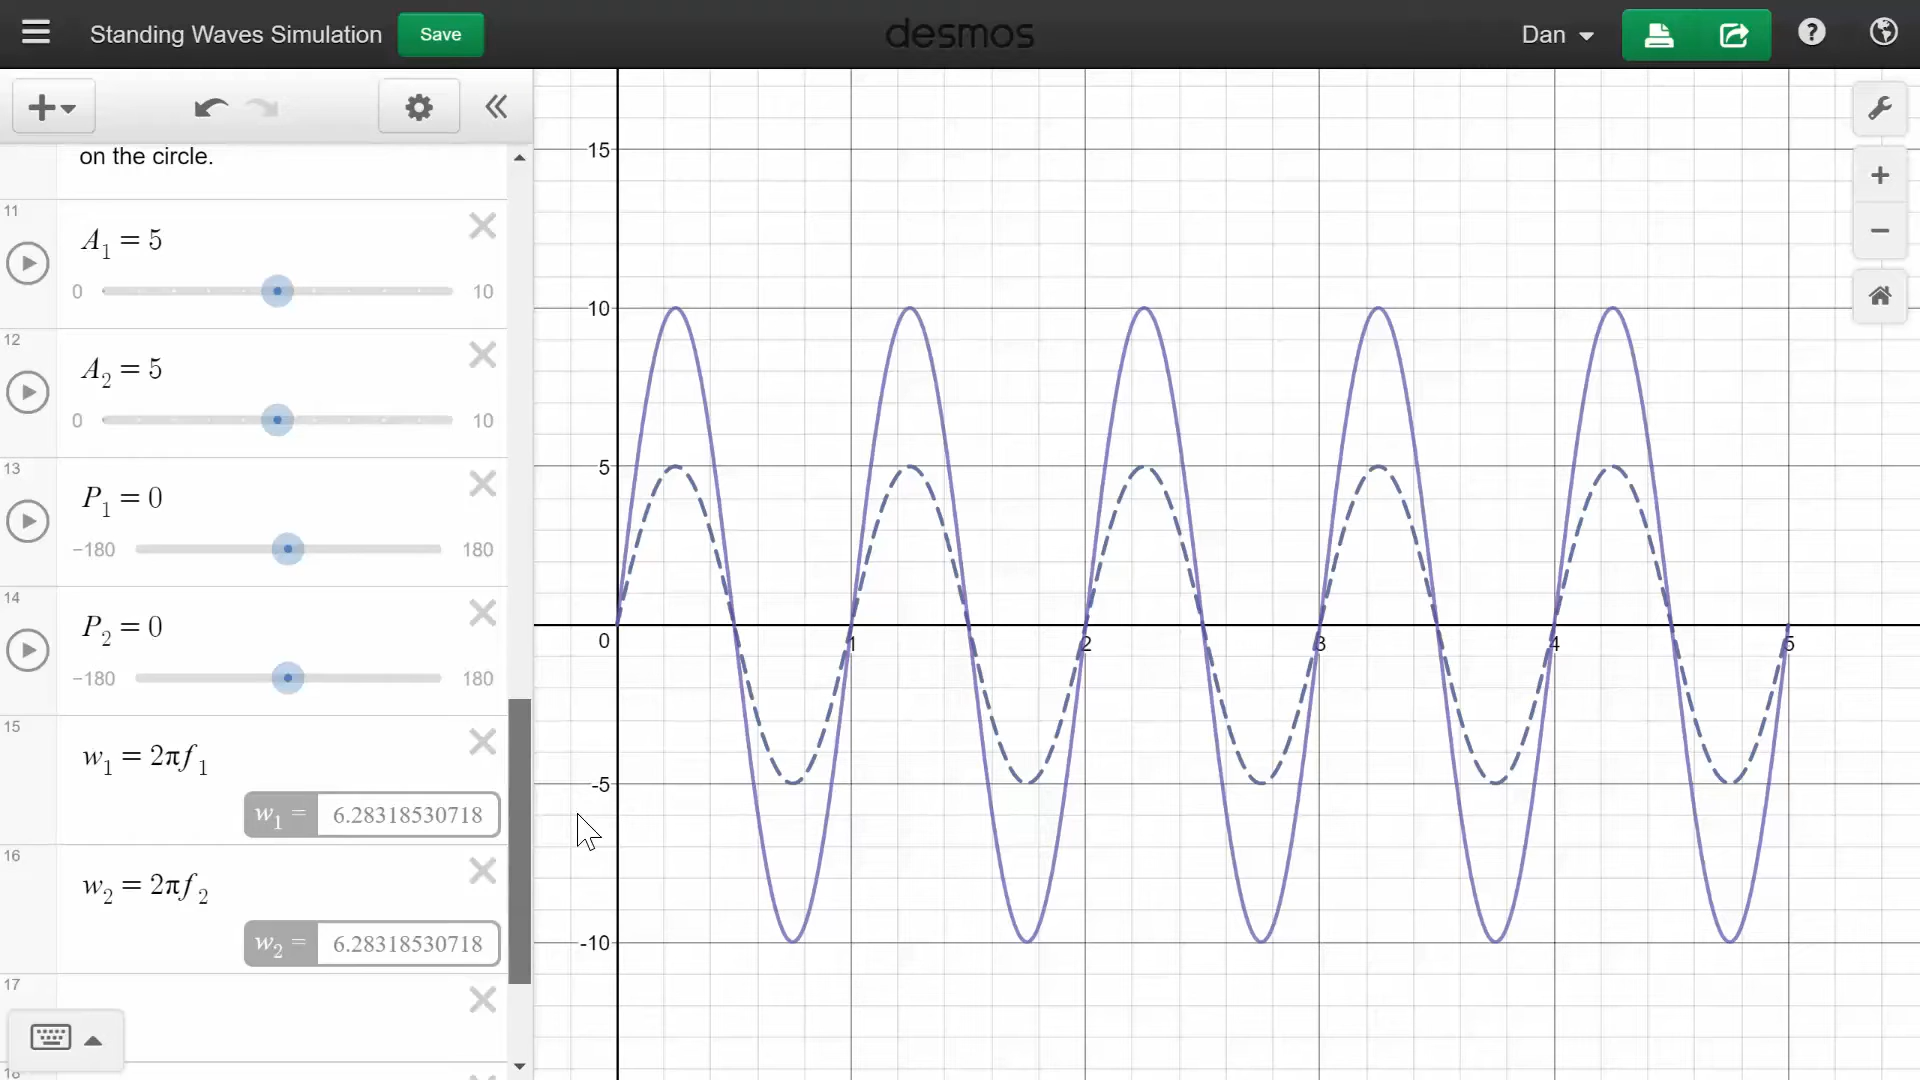 Standing Waves Simulation
Save
desmos
Dan
on the circle.
11
A₁ = 5
0
10
12
A₂ = 5
0
10
13
P₁ = 0
−180
180
14
P₂ = 0
−180
180
15
w₁ = 2πf₁
w₁ = 6.28318530718
16
w₂ = 2πf₂
w₂ = 6.28318530718
17
18
15
10
5
0
1
2
3
4
5
-5
-10